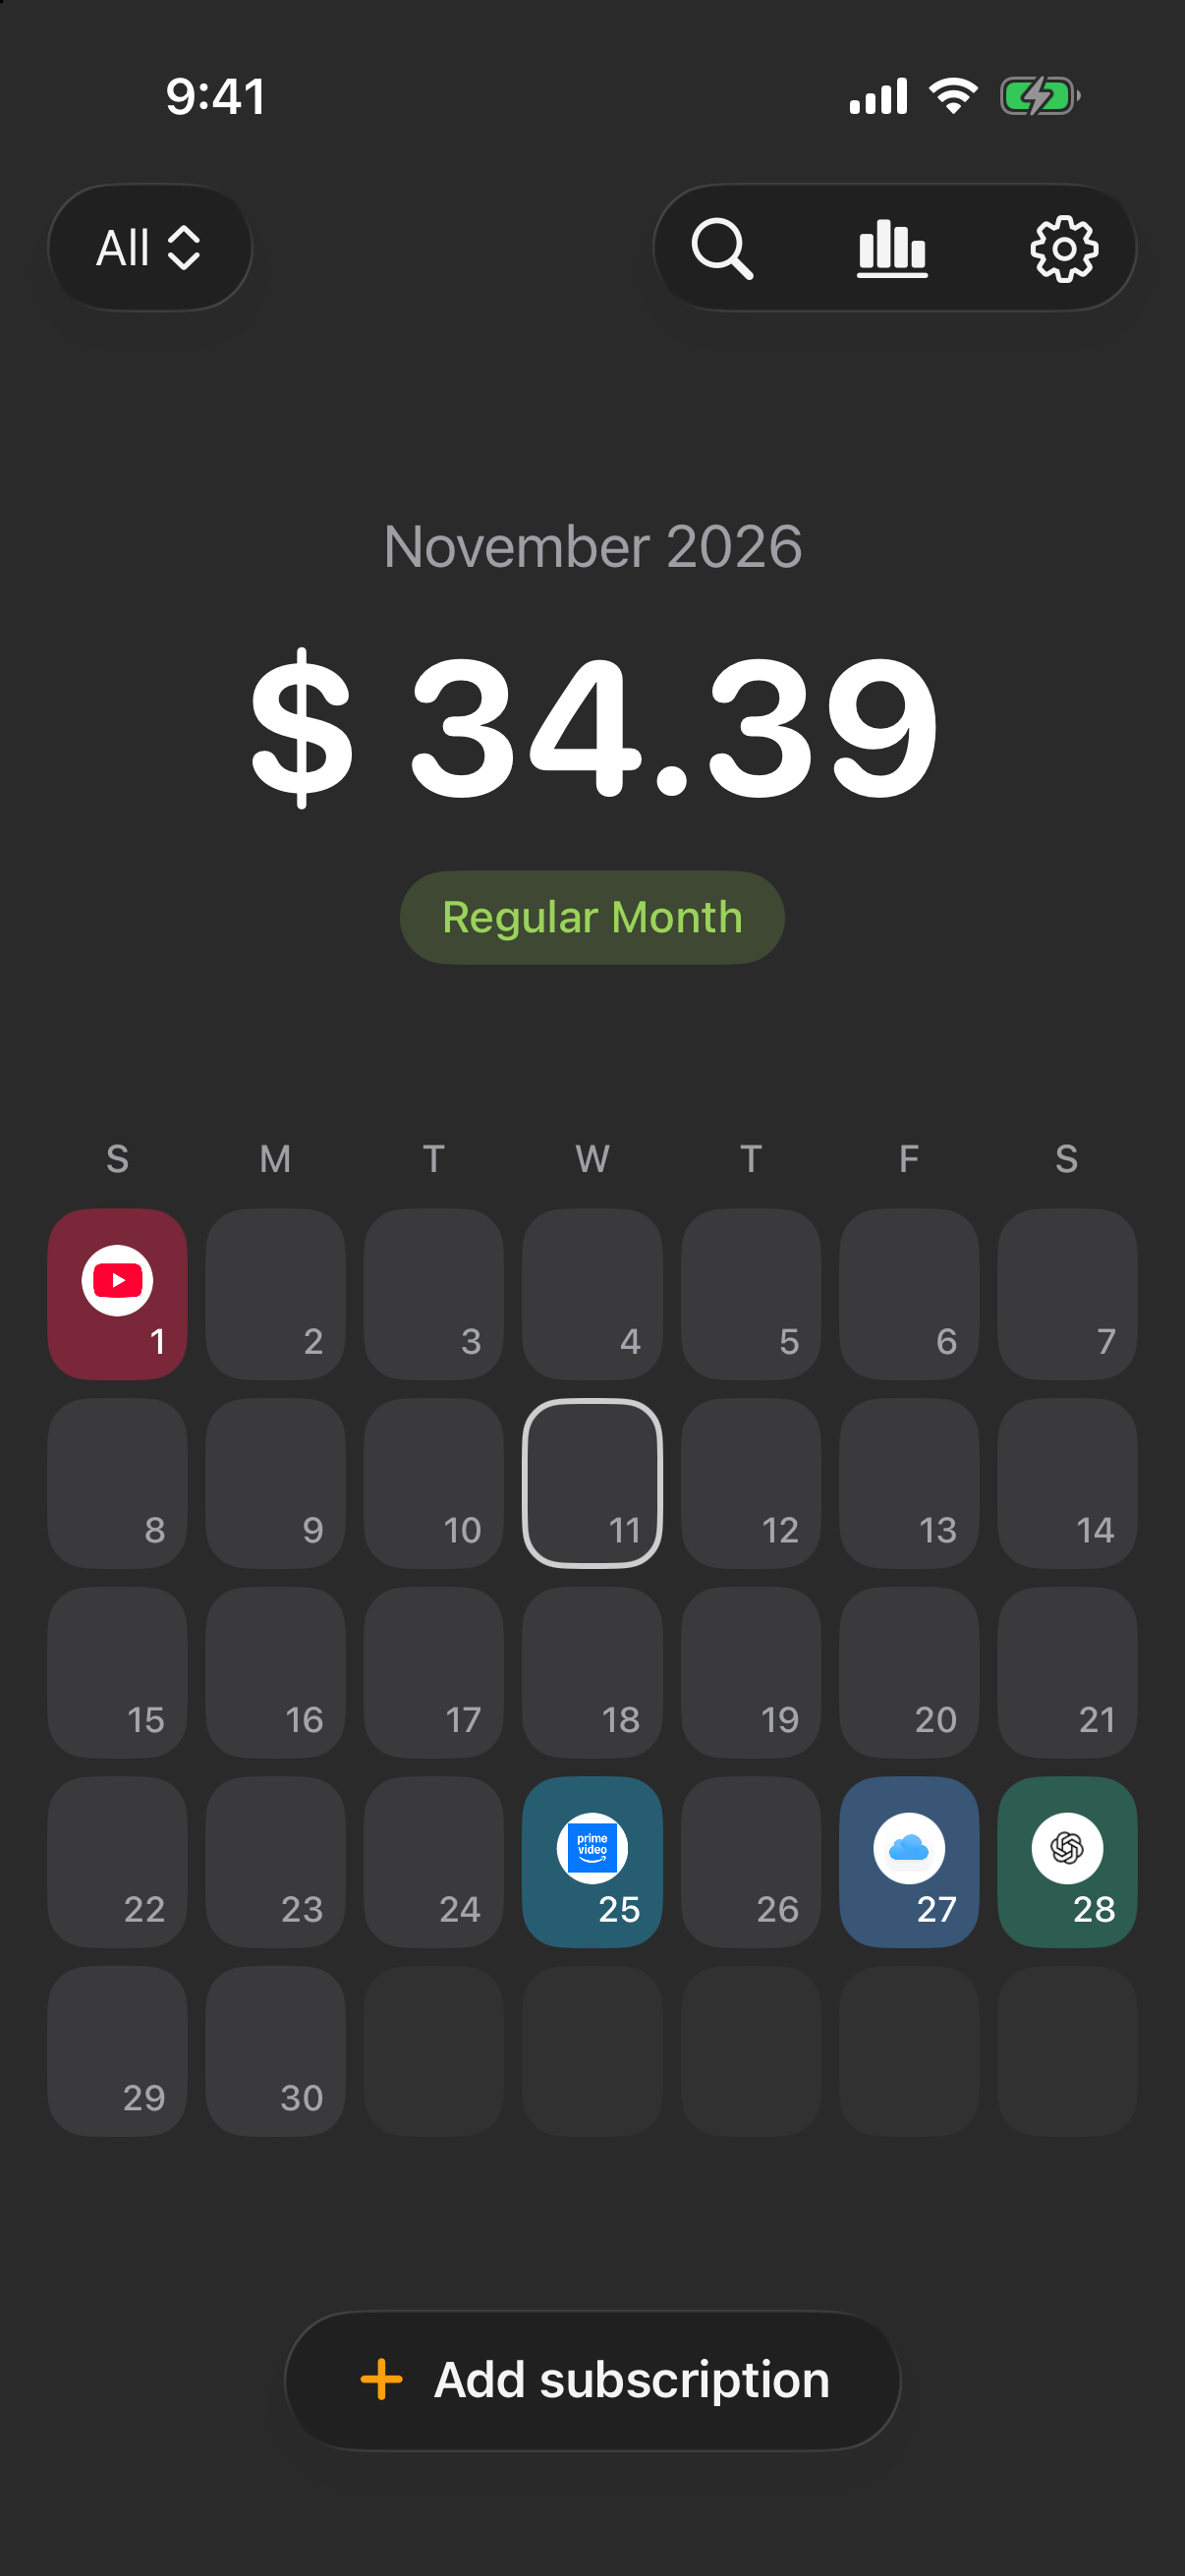 9:41
All
November 2026
$ 34.39
Regular Month
S M T W T F S
1 2 3 4 5 6 7
8 9 10 11 12 13 14
15 16 17 18 19 20 21
prime
video
22 23 24 25 26 27 28
29 30
Add subscription